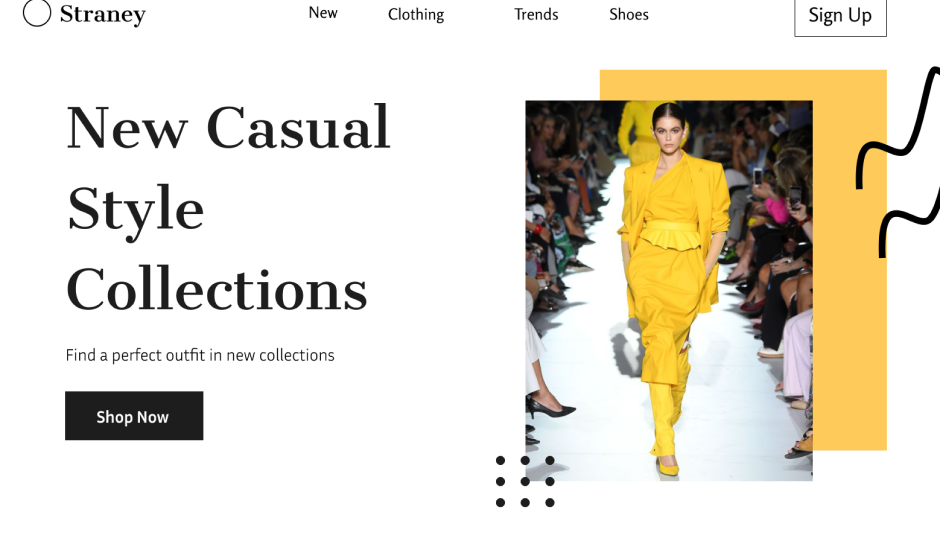 Straney
New
Clothing
Trends
Shoes
Sign Up
New Casual
Style
Collections
Find a perfect outfit in new collections
Shop Now